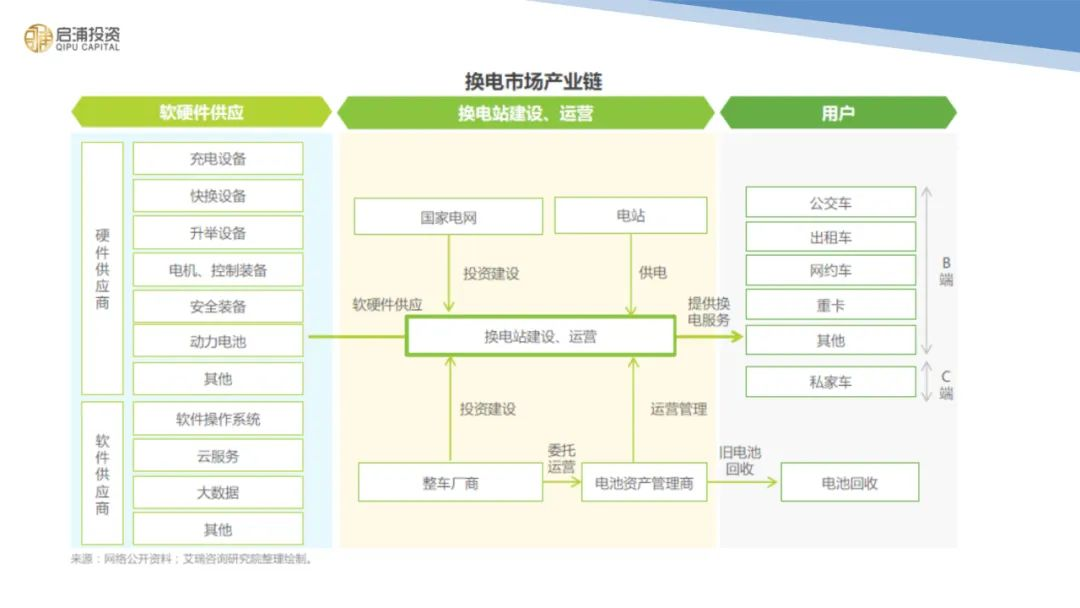 启浦投资
QIPU CAPITAL
换电市场产业链
软硬件供应
换电站建设、运营
用户
硬件供应商
充电设备
快换设备
升举设备
电机、控制装备
安全装备
动力电池
其他
软件供应商
软件操作系统
云服务
大数据
其他
国家电网
电站
投资建设
供电
软硬件供应
换电站建设、运营
提供换
电服务
投资建设
运营管理
整车厂商
委托
运营
电池资产管理商
旧电池
回收
电池回收
公交车
出租车
网约车
重卡
其他
私家车
B端
C端
来源：网络公开资料；艾瑞咨询研究院整理绘制。